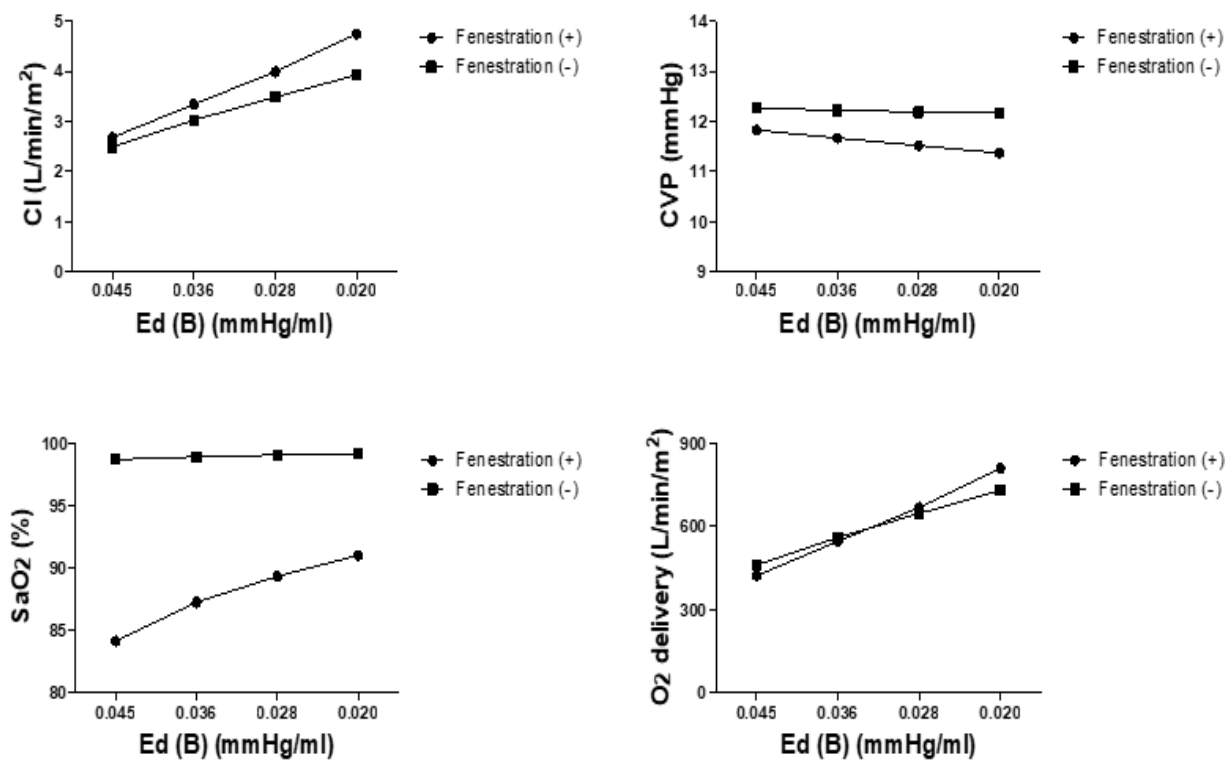 CI (L/min/m²)
5
4
3
2
1
0
0.045 0.036 0.028 0.020
Ed (B) (mmHg/ml)
Fenestration (+)
Fenestration (-)
CVP (mmHg)
14
13
12
11
10
9
0.045 0.036 0.028 0.020
Ed (B) (mmHg/ml)
Fenestration (+)
Fenestration (-)
SaO2 (%)
100
95
90
85
80
0.045 0.036 0.028 0.020
Ed (B) (mmHg/ml)
Fenestration (+)
Fenestration (-)
O2 delivery (L/min/m²)
900
600
300
0
0.045 0.036 0.028 0.020
Ed (B) (mmHg/ml)
Fenestration (+)
Fenestration (-)